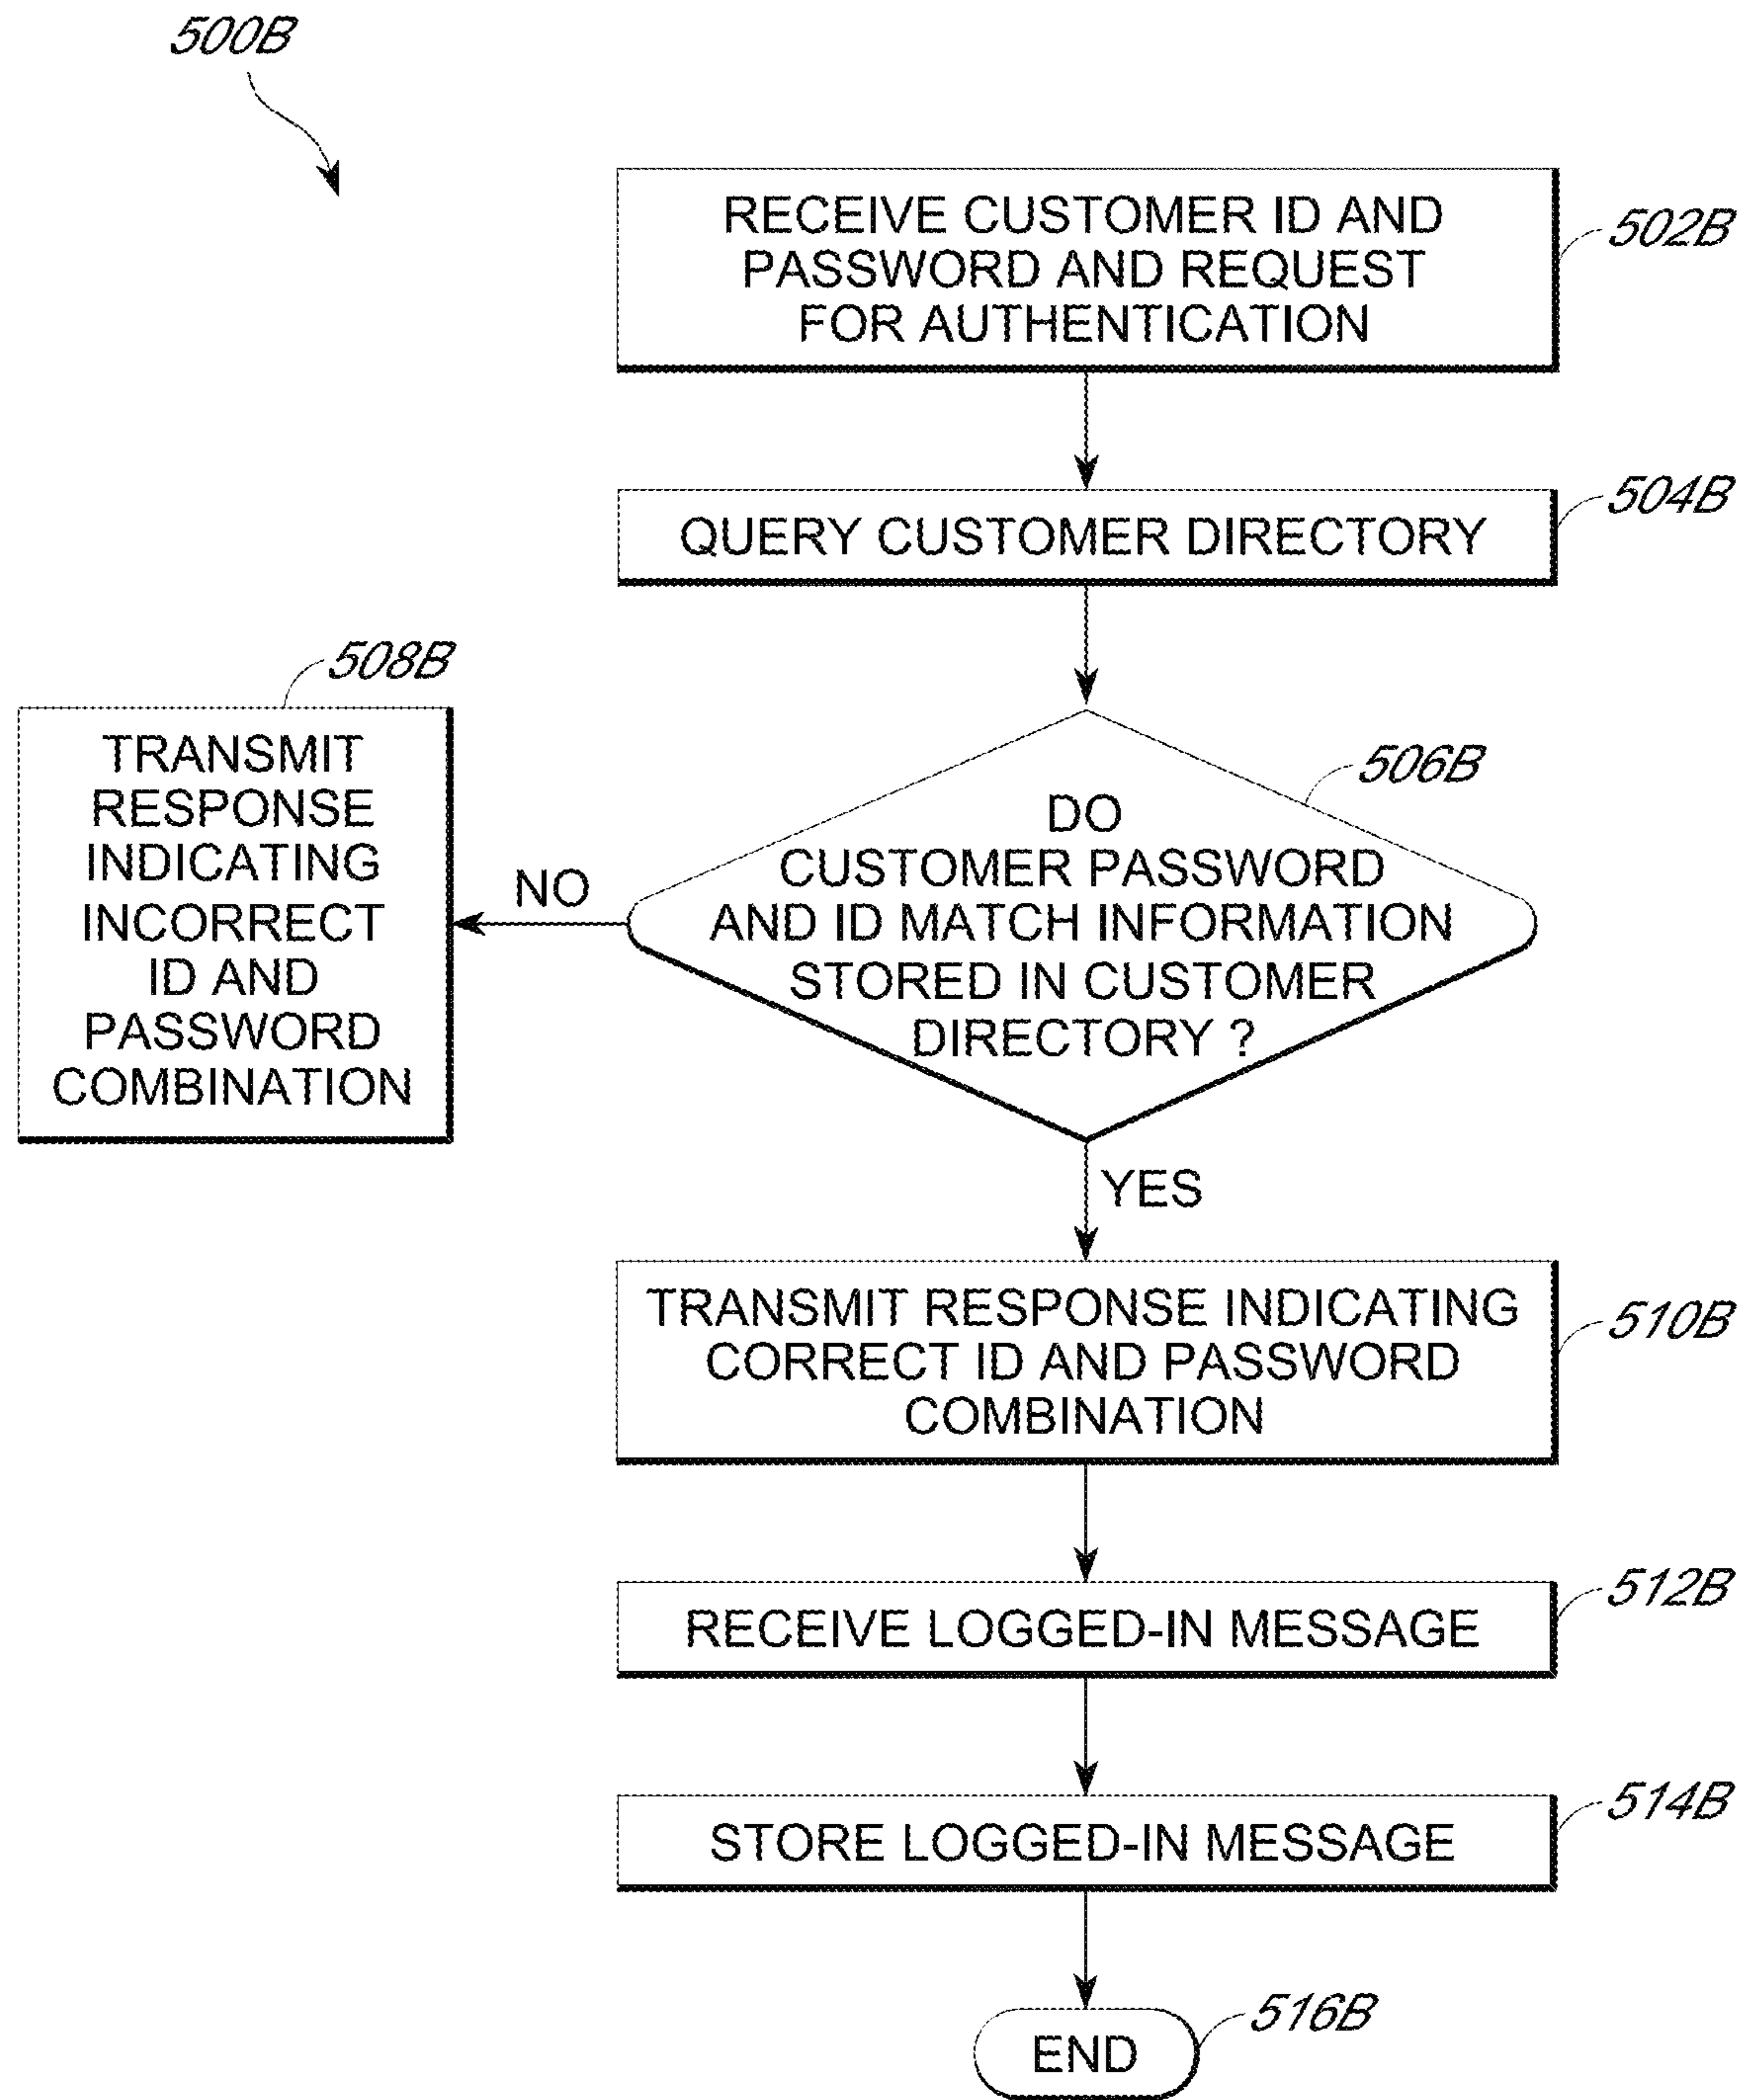 500B
RECEIVE CUSTOMER ID AND
PASSWORD AND REQUEST
FOR AUTHENTICATION
502B
QUERY CUSTOMER DIRECTORY
504B
506B
DO
CUSTOMER PASSWORD
AND ID MATCH INFORMATION
STORED IN CUSTOMER
DIRECTORY ?
NO
508B
TRANSMIT
RESPONSE
INDICATING
INCORRECT
ID AND
PASSWORD
COMBINATION
YES
TRANSMIT RESPONSE INDICATING
CORRECT ID AND PASSWORD
COMBINATION
510B
RECEIVE LOGGED-IN MESSAGE
512B
STORE LOGGED-IN MESSAGE
514B
END
516B